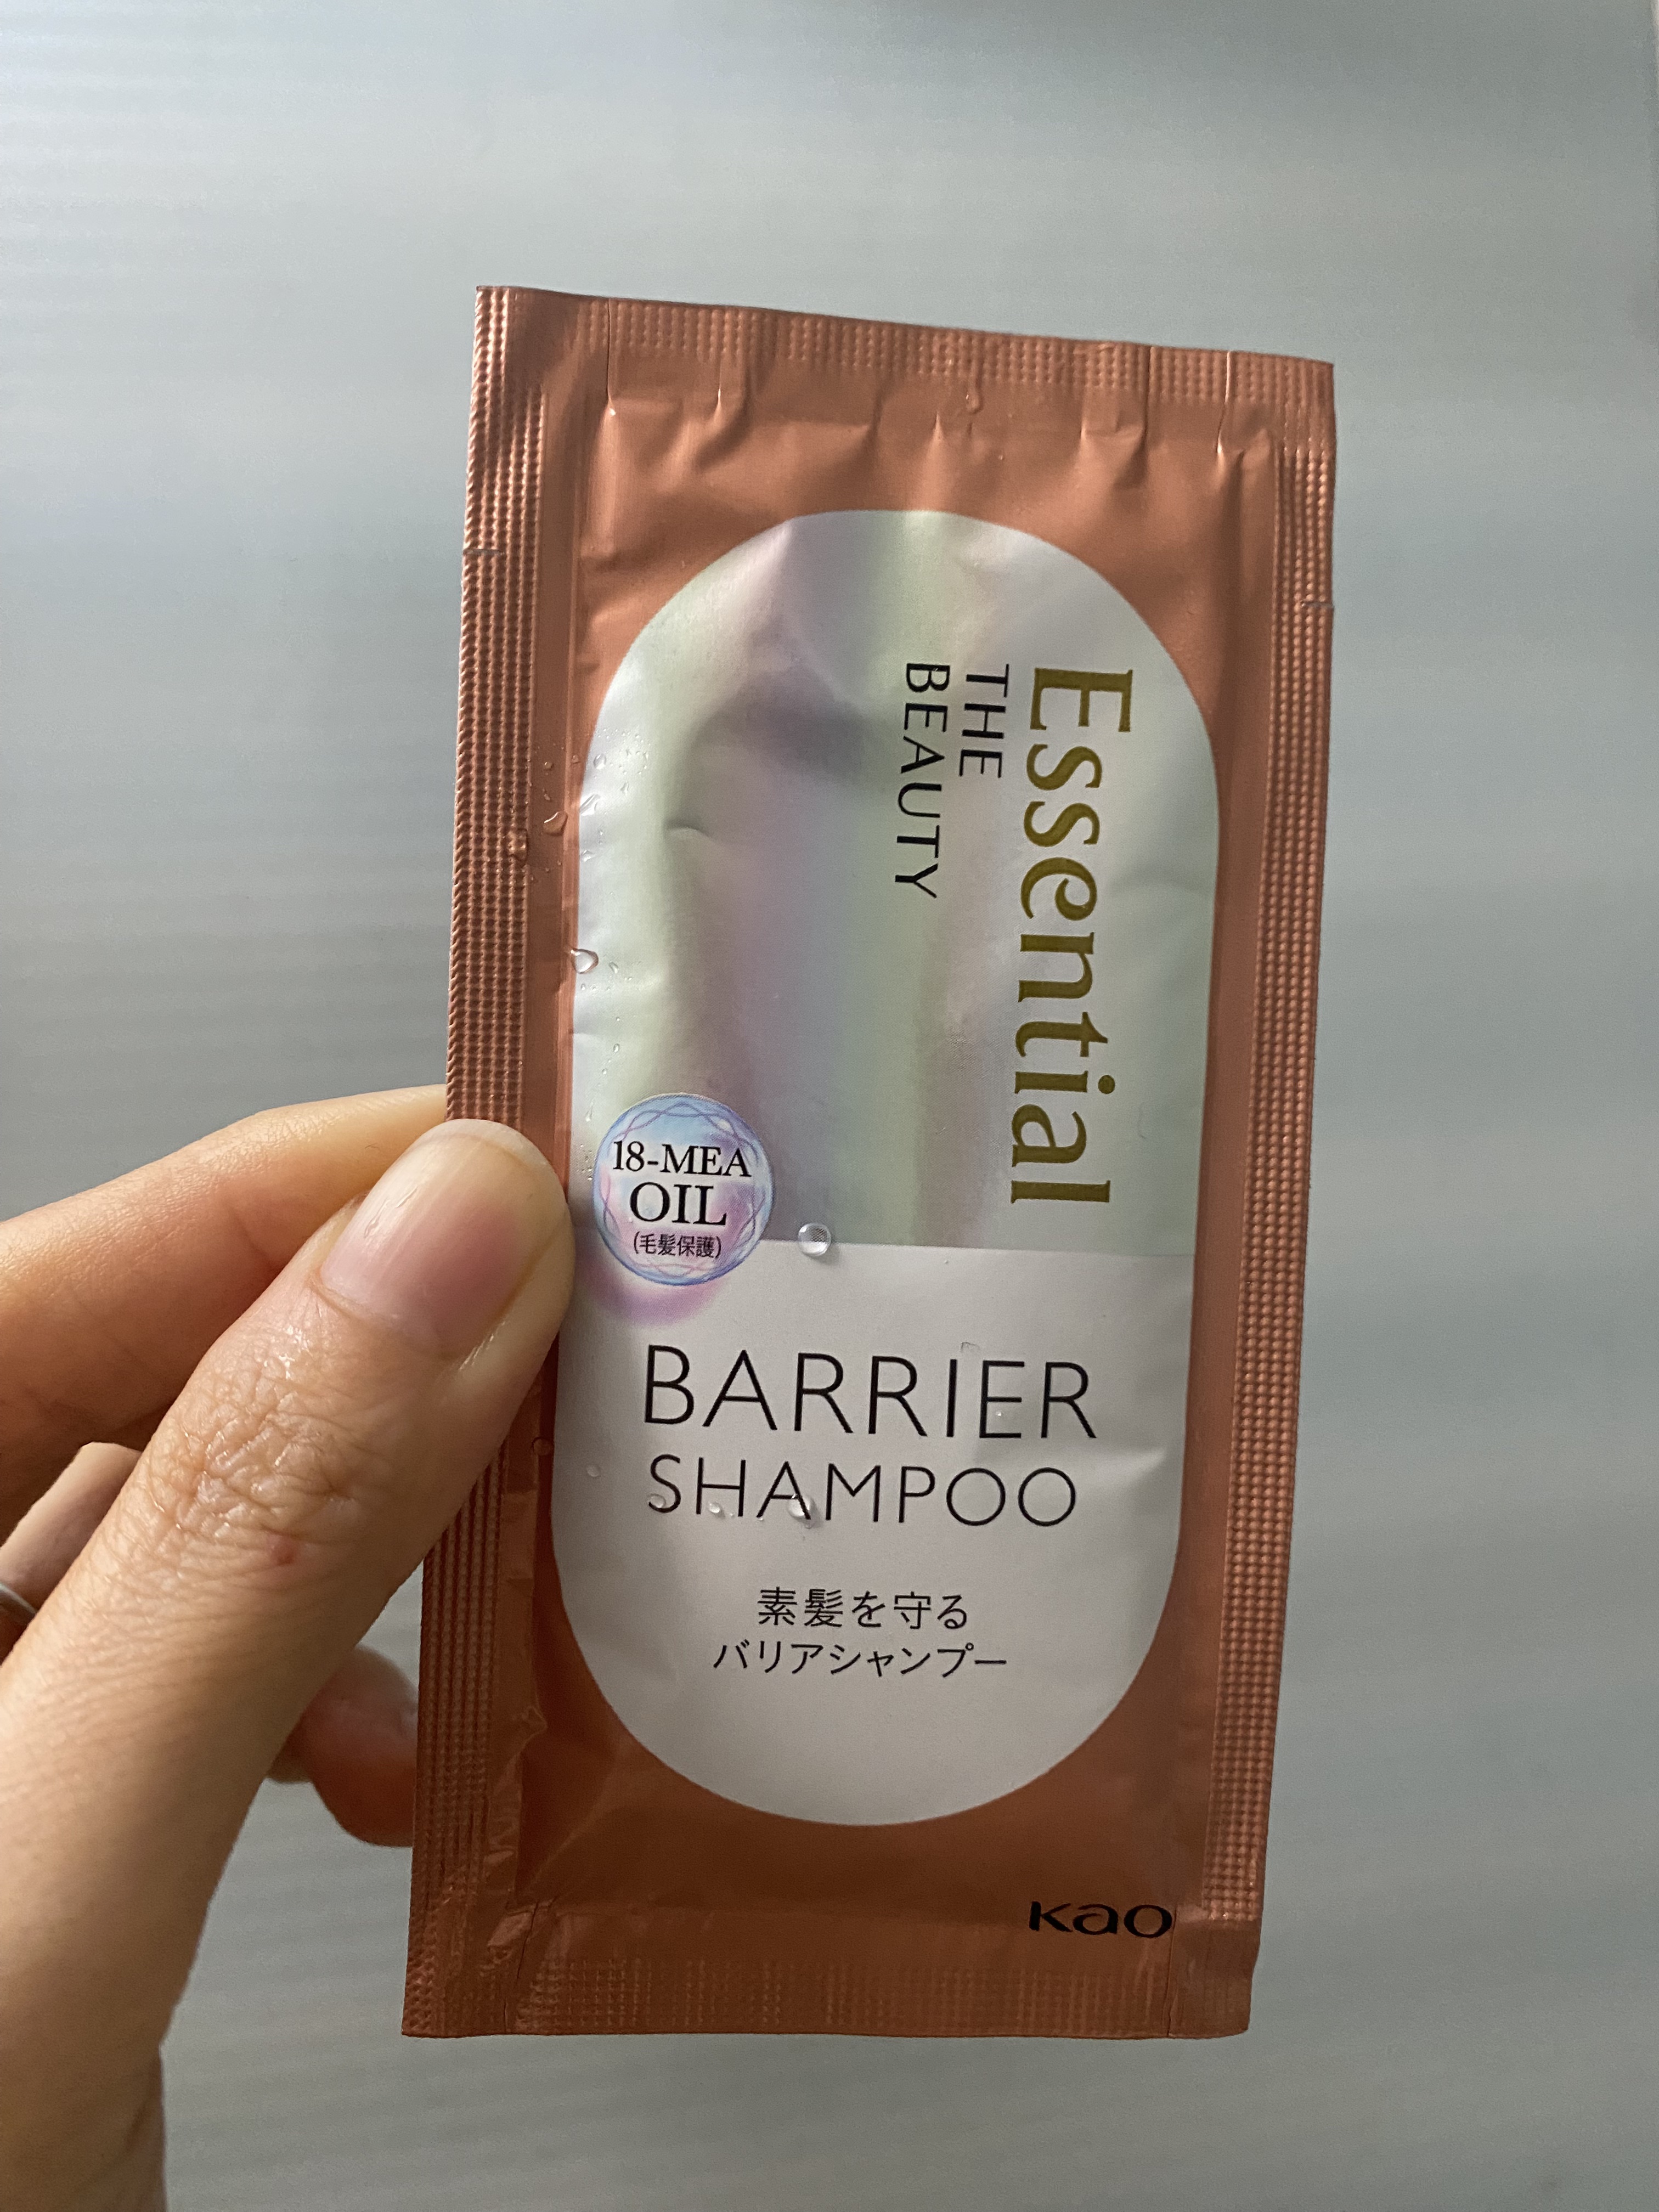 Essential
THE
BEAUTY
18-MEA
OIL
(毛髪保護)
BARRIER
SHAMPOO
素髪を守る
バリアシャンプー
Kao